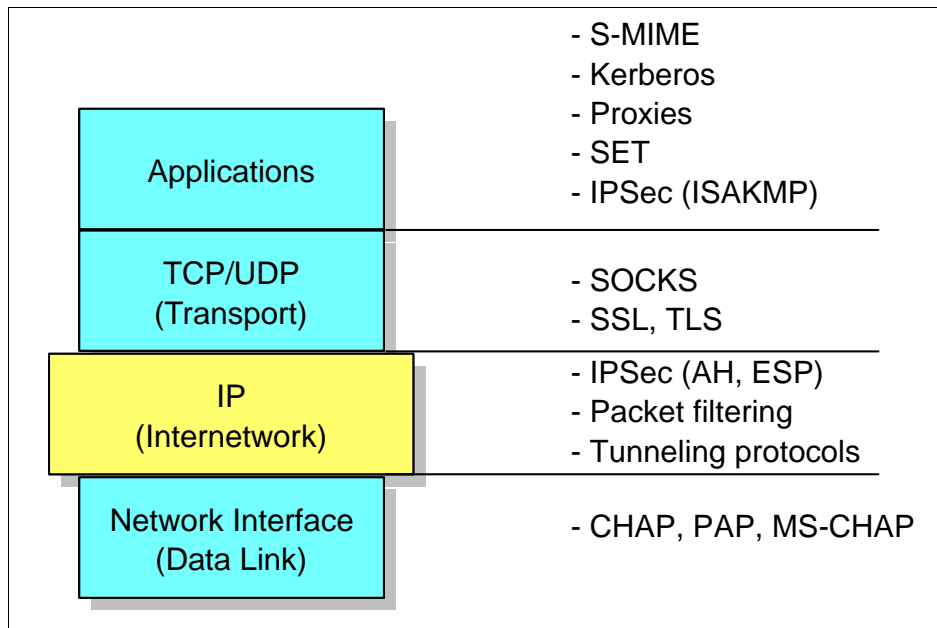 - S-MIME
- Kerberos
- Proxies
- SET
- IPSec (ISAKMP)
Applications
TCP/UDP
(Transport)
- SOCKS
- SSL, TLS
IP
(Internetwork)
- IPSec (AH, ESP)
- Packet filtering
- Tunneling protocols
Network Interface
(Data Link)
- CHAP, PAP, MS-CHAP